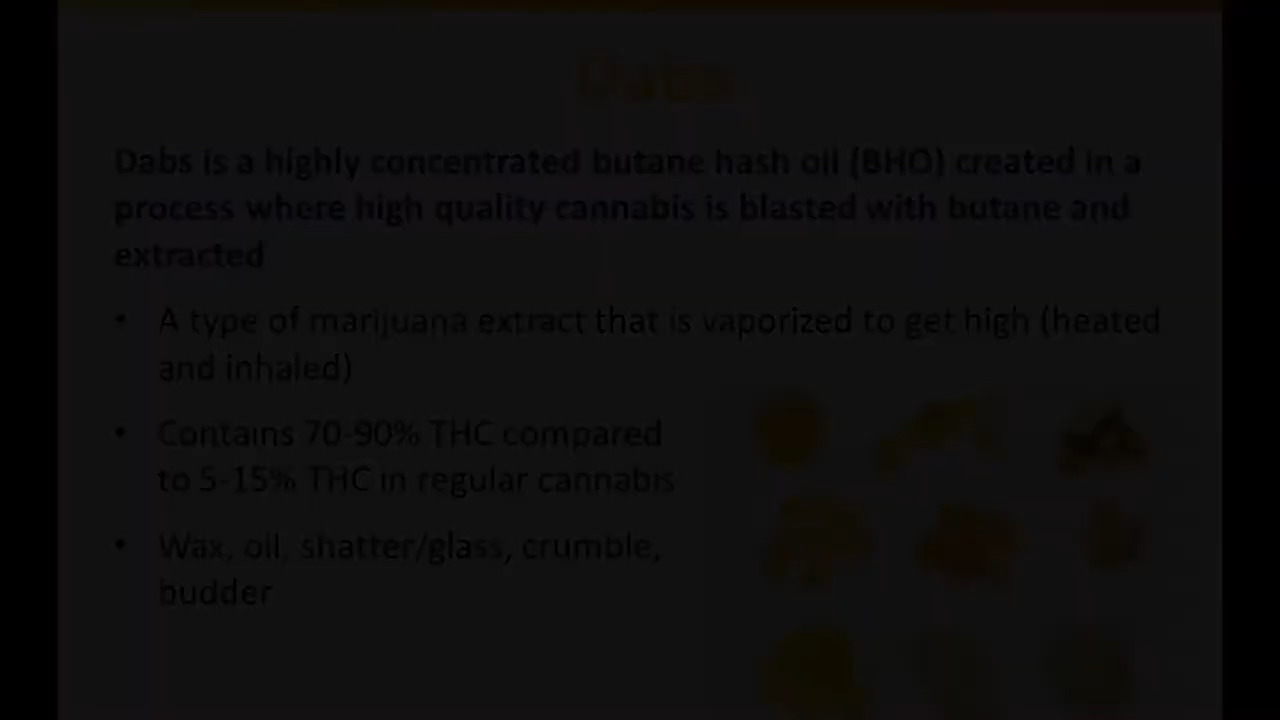 Dabs
Dabs is a highly concentrated butane hash oil (BHO) created in a
process where high quality cannabis is blasted with butane and
extracted
• A type of marijuana extract that is vaporized to get high (heated
and inhaled)
• Contains 70-90% THC compared
to 5-15% THC in regular cannabis
• Wax, oil, shatter/glass, crumble,
budder